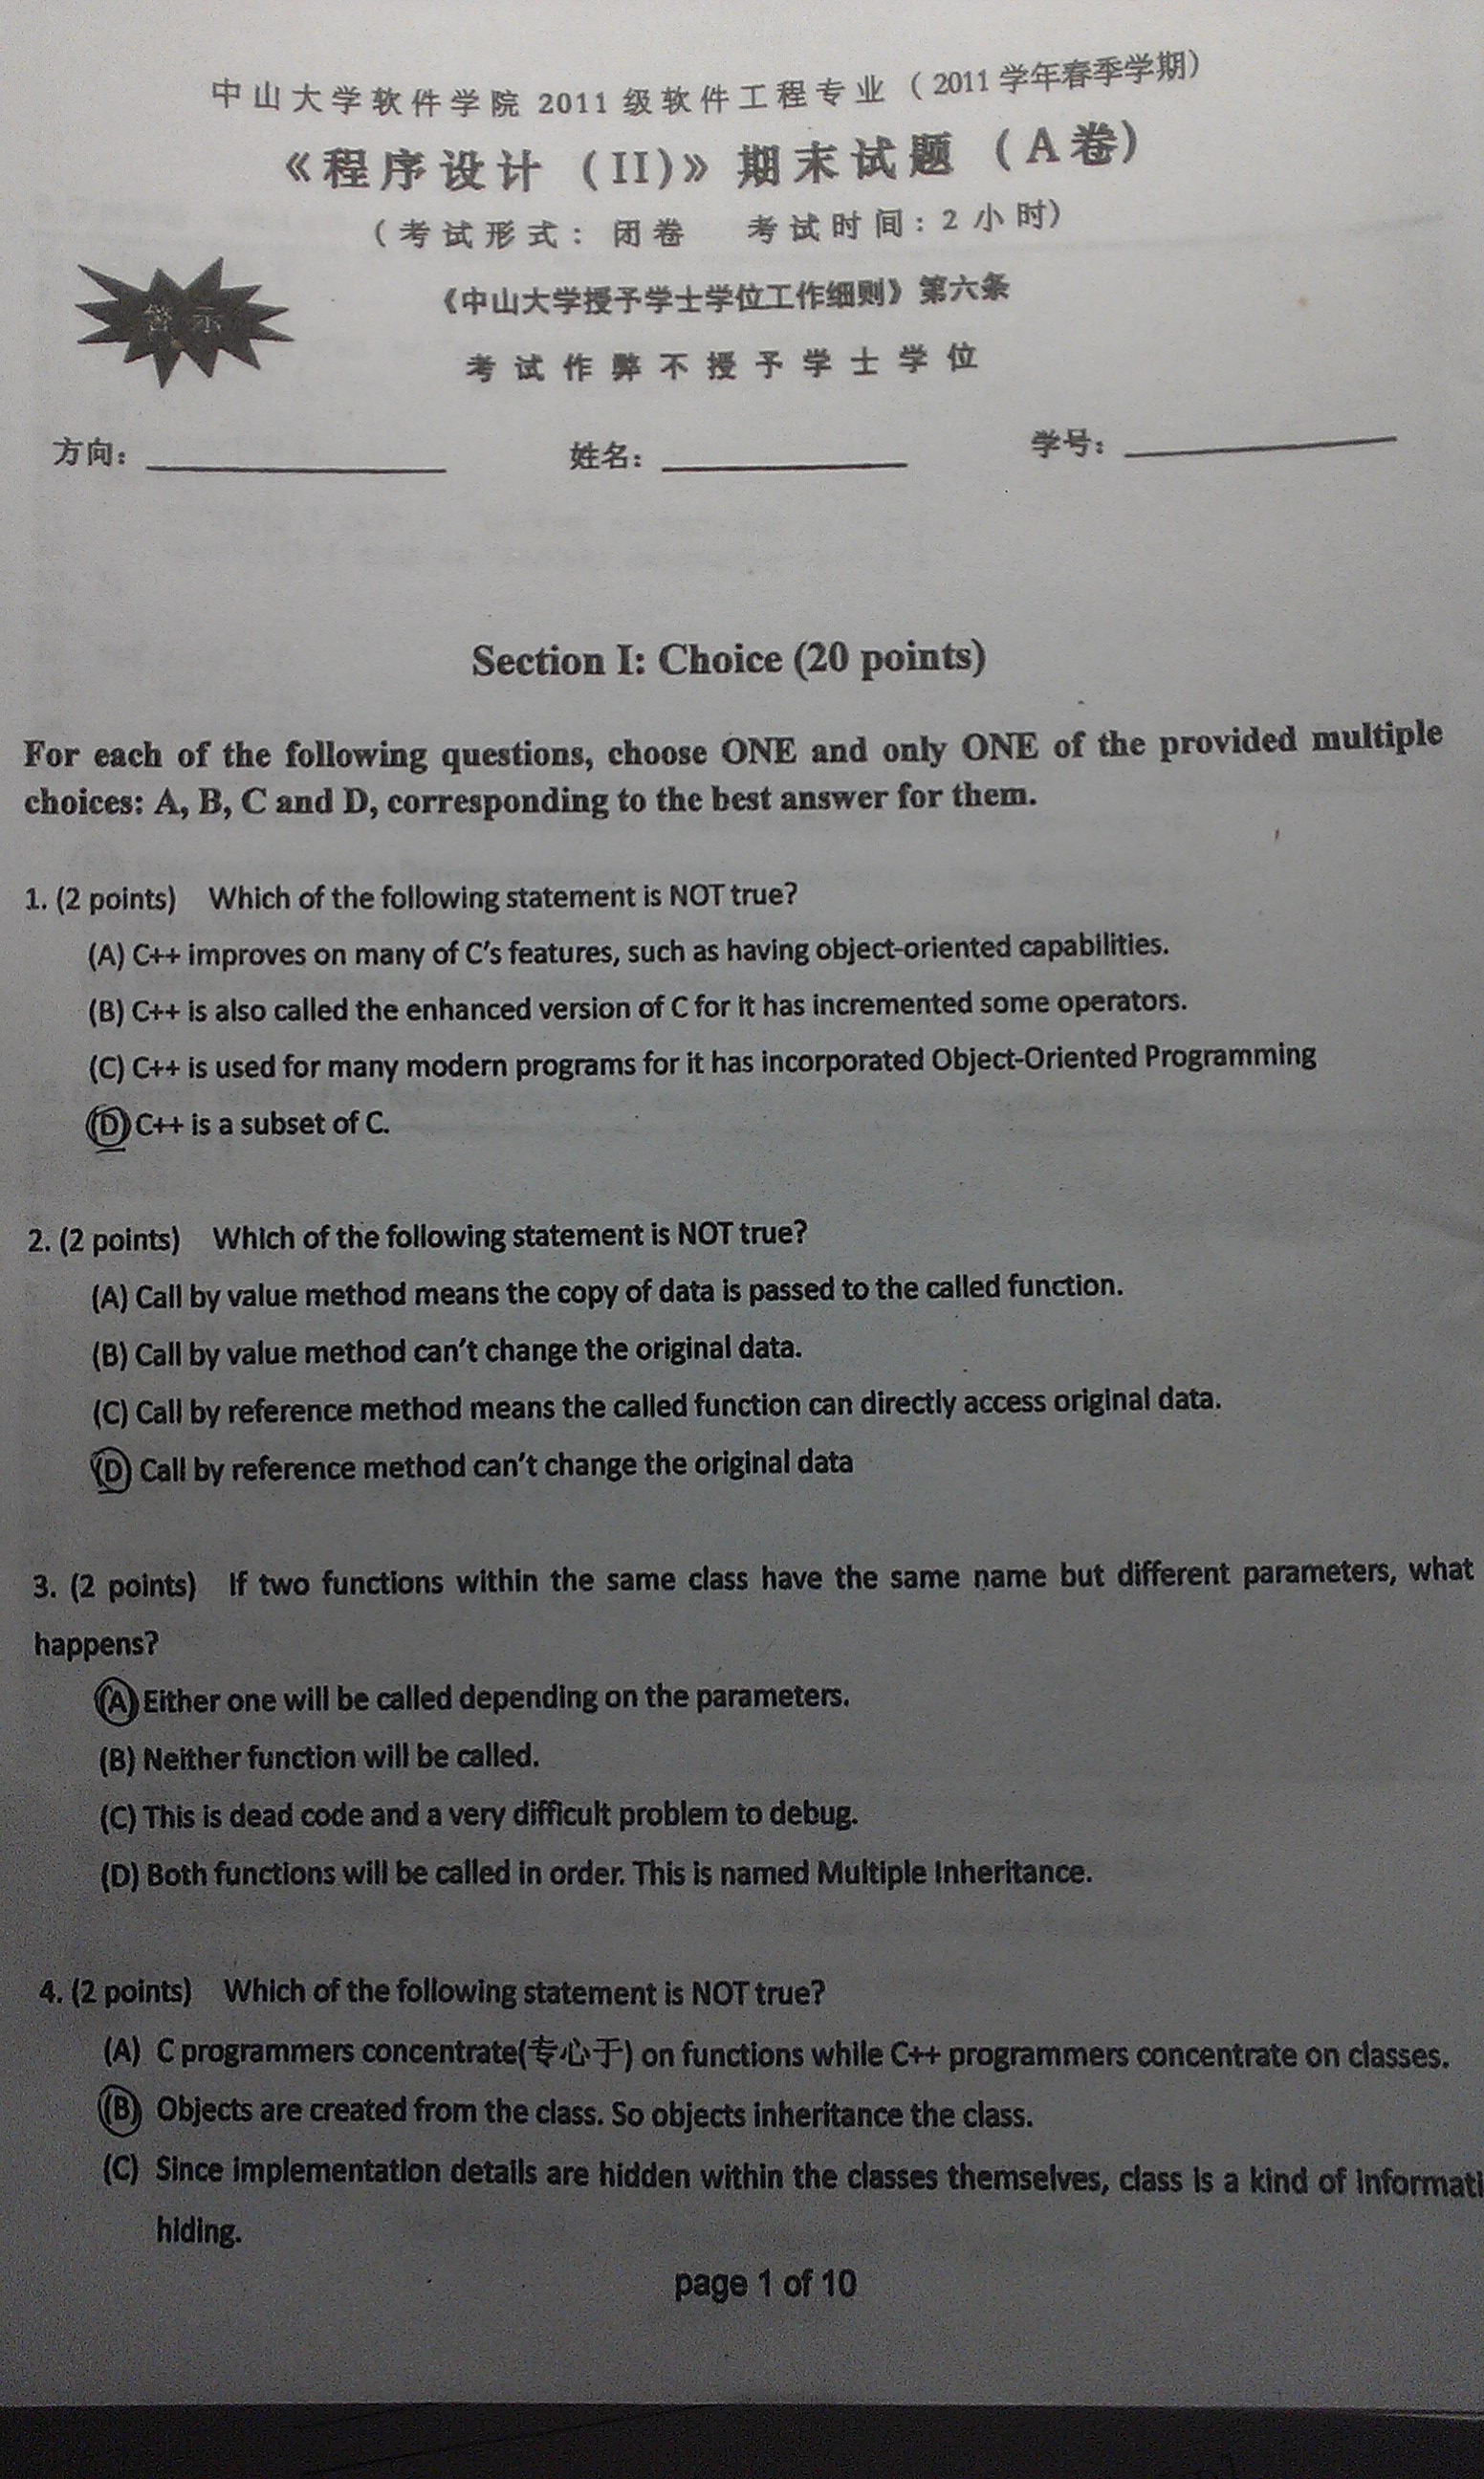 中山大学软件学院 2011 级软件工程专业（2011 学年春季学期）
《程序设计（II）》期末试题（A卷）
（考试形式：闭卷 考试时间：2 小时）
警示
《中山大学授予学士学位工作细则》第六条
考试作弊不授予学士学位
方向： 姓名： 学号：
Section I: Choice (20 points)
For each of the following questions, choose ONE and only ONE of the provided multiple
choices: A, B, C and D, corresponding to the best answer for them.
1. (2 points) Which of the following statement is NOT true?
(A) C++ improves on many of C's features, such as having object-oriented capabilities.
(B) C++ is also called the enhanced version of C for it has incremented some operators.
(C) C++ is used for many modern programs for it has incorporated Object-Oriented Programming
(D) C++ is a subset of C.
2. (2 points) Which of the following statement is NOT true?
(A) Call by value method means the copy of data is passed to the called function.
(B) Call by value method can't change the original data.
(C) Call by reference method means the called function can directly access original data.
(D) Call by reference method can't change the original data
3. (2 points) If two functions within the same class have the same name but different parameters, what
happens?
(A) Either one will be called depending on the parameters.
(B) Neither function will be called.
(C) This is dead code and a very difficult problem to debug.
(D) Both functions will be called in order. This is named Multiple Inheritance.
4. (2 points) Which of the following statement is NOT true?
(A) C programmers concentrate(专心于) on functions while C++ programmers concentrate on classes.
(B) Objects are created from the class. So objects inheritance the class.
(C) Since implementation details are hidden within the classes themselves, class is a kind of informati
hiding.
page 1 of 10